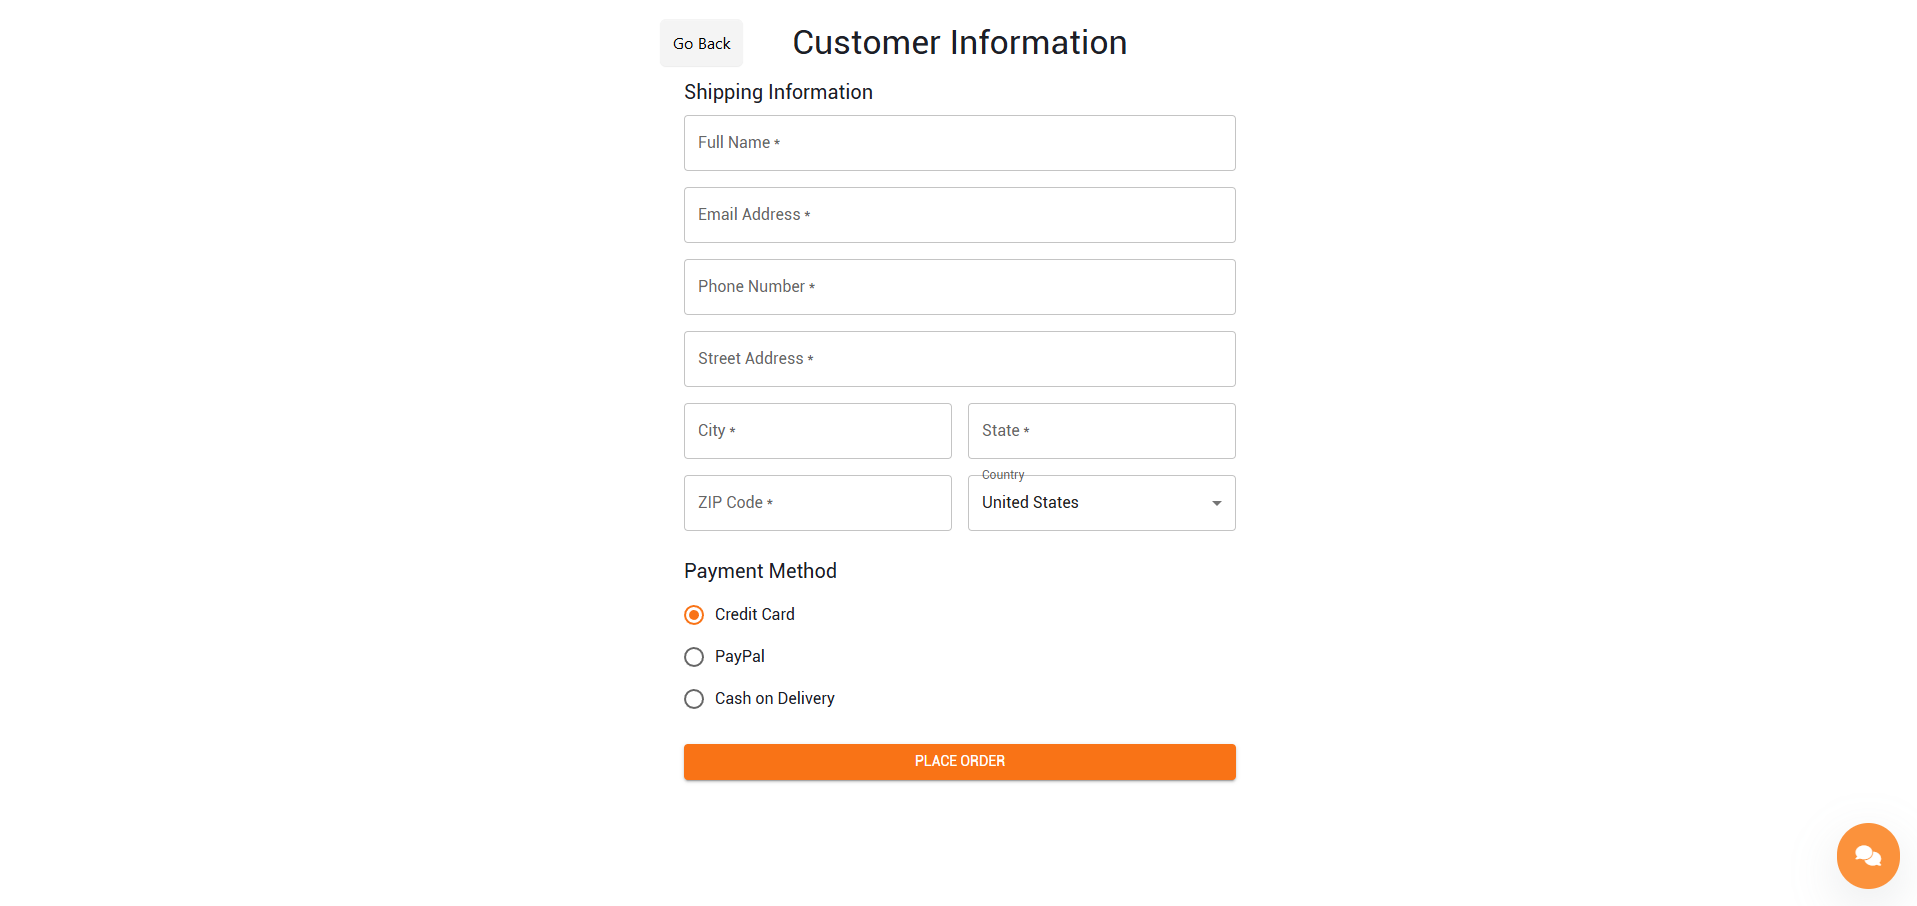 Go Back
Customer Information
Shipping Information
Full Name *
Email Address *
Phone Number *
Street Address *
City *
State *
ZIP Code *
Country
United States
Payment Method
Credit Card
PayPal
Cash on Delivery
PLACE ORDER